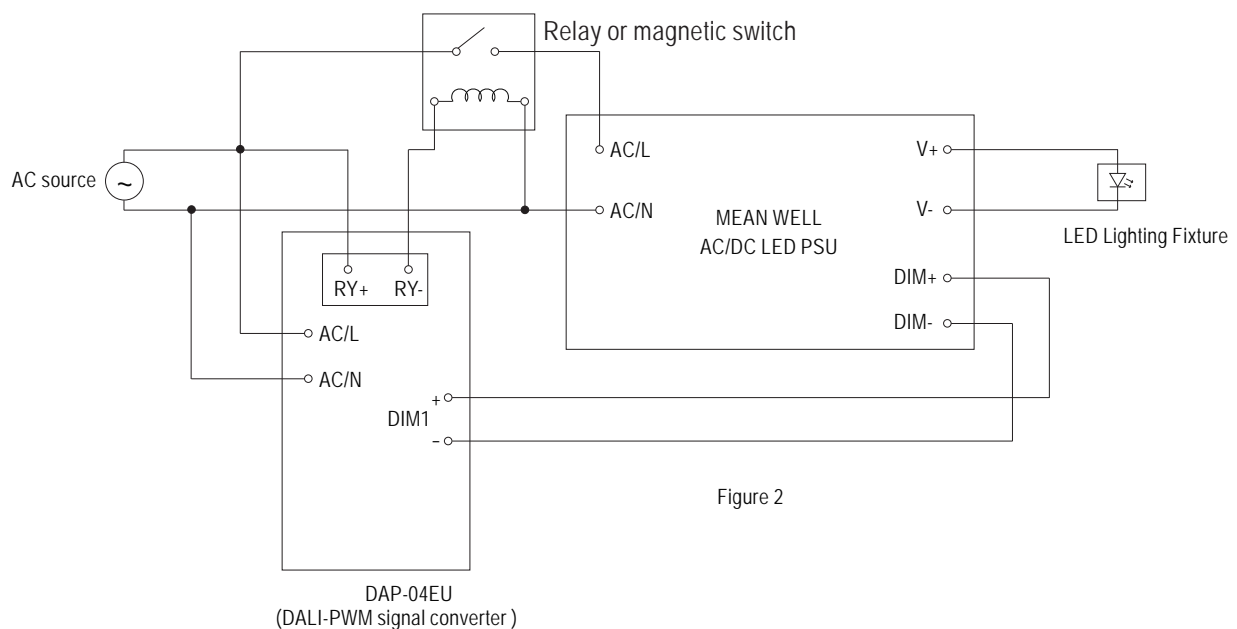 Relay or magnetic switch
AC source
~
AC/L
AC/N
MEAN WELL
AC/DC LED PSU
V+
V-
DIM+
DIM-
LED Lighting Fixture
RY+ RY-
AC/L
AC/N
DIM1
+
-
Figure 2
DAP-04EU
(DALI-PWM signal converter )